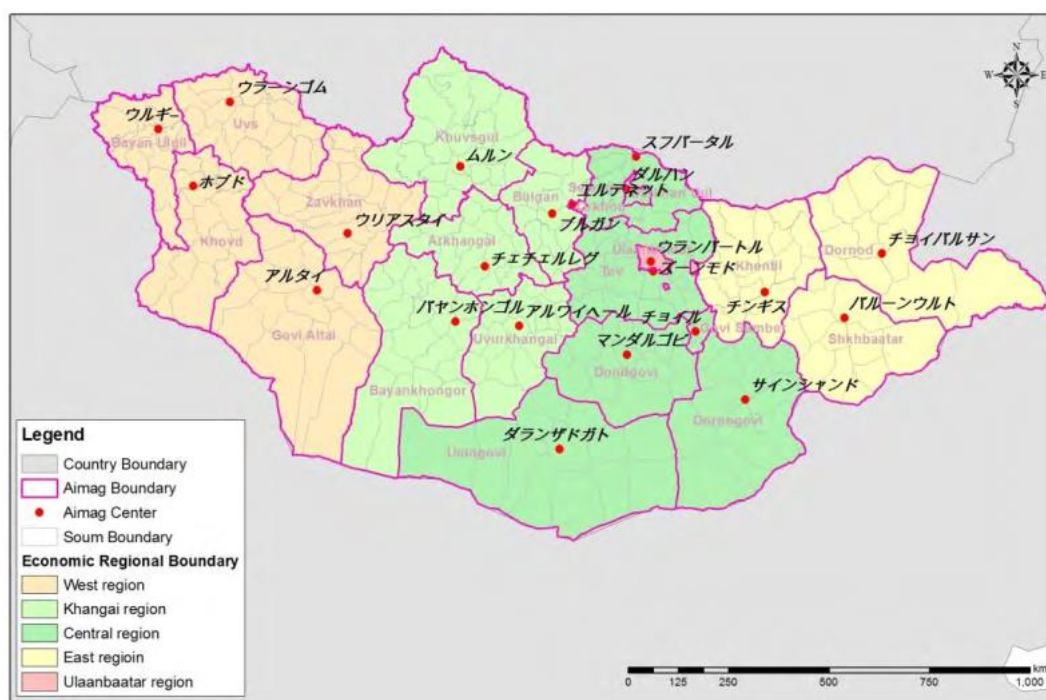 N
W E
S
ウラーンゴム
ウルギー
Uvs
Bayan Ulgii
ホブド
Khovd
Zavkhan
ウリアスタイ
アルタイ
Govi Altai
Khuvsgul
ムルン
Bulgan
ブルガン
Arkhangai
チェチェルレグ
バヤンホンゴル
アルワイヘール
Uvurkhangai
Bayankhongor
スフバータル
ダルハン
エルデネット
ウランバートル
ズーンモド
Tuv
チョイル
マンダルゴビ
Dundgovi
Khentii
チンギス
Govi Sumber
Dornod
チョイバルサン
バルーンウルト
Shkhbaatar
サインシャンド
Dornogovi
ダランザドガト
Umngovi
Legend
Country Boundary
Aimag Boundary
Aimag Center
Soum Boundary
Economic Regional Boundary
West region
Khangai region
Central region
East regioin
Ulaanbaatar region
km
0 125 250 500 750 1,000